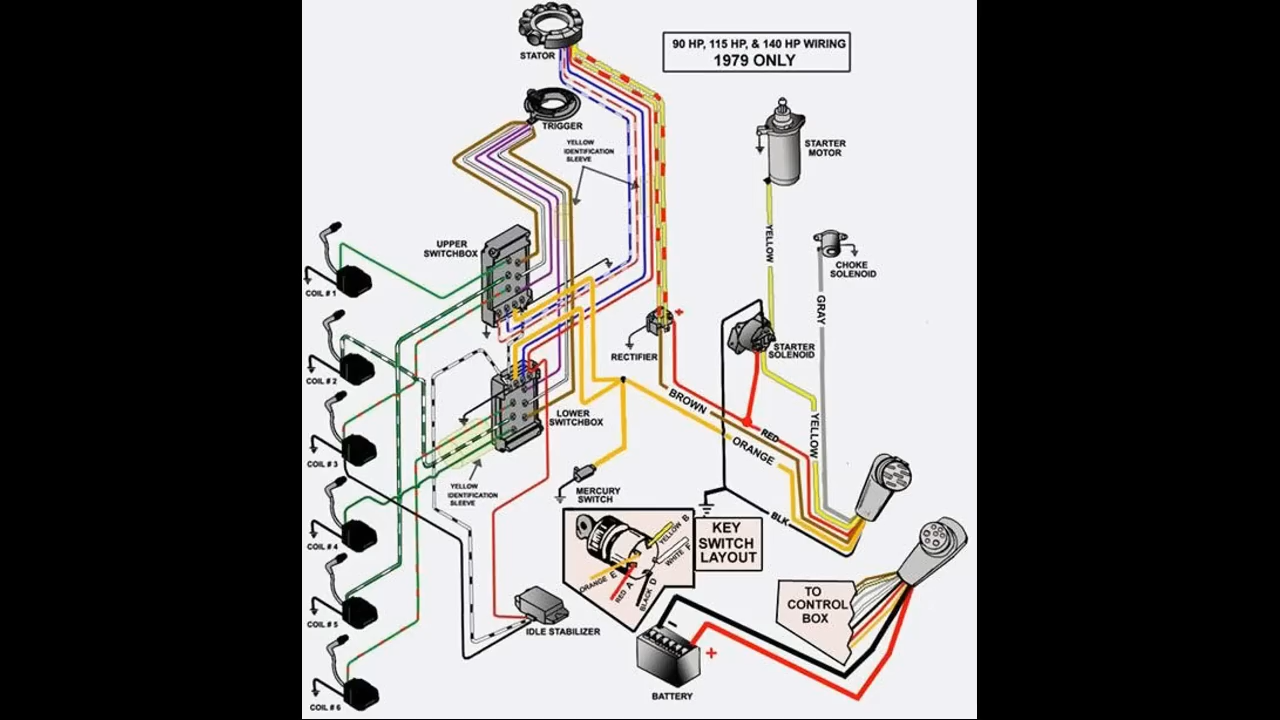 STATOR
90 HP, 115 HP, & 140 HP WIRING
1979 ONLY
TRIGGER
YELLOW
IDENTIFICATION
SLEEVE
STARTER
MOTOR
UPPER
SWITCHBOX
YELLOW
CHOKE
SOLENOID
COIL # 1
GRAY
RECTIFIER
+
STARTER
SOLENOID
COIL # 2
BROWN
LOWER
SWITCHBOX
RED
YELLOW
ORANGE
COIL # 3
YELLOW
IDENTIFICATION
SLEEVE
MERCURY
SWITCH
BLK
COIL # 4
KEY
SWITCH
LAYOUT
YELLOW B
WHITE F
ORANGE E
RED A
BLACK D
TO
CONTROL
BOX
COIL # 5
IDLE STABILIZER
-
+
BATTERY
COIL # 6